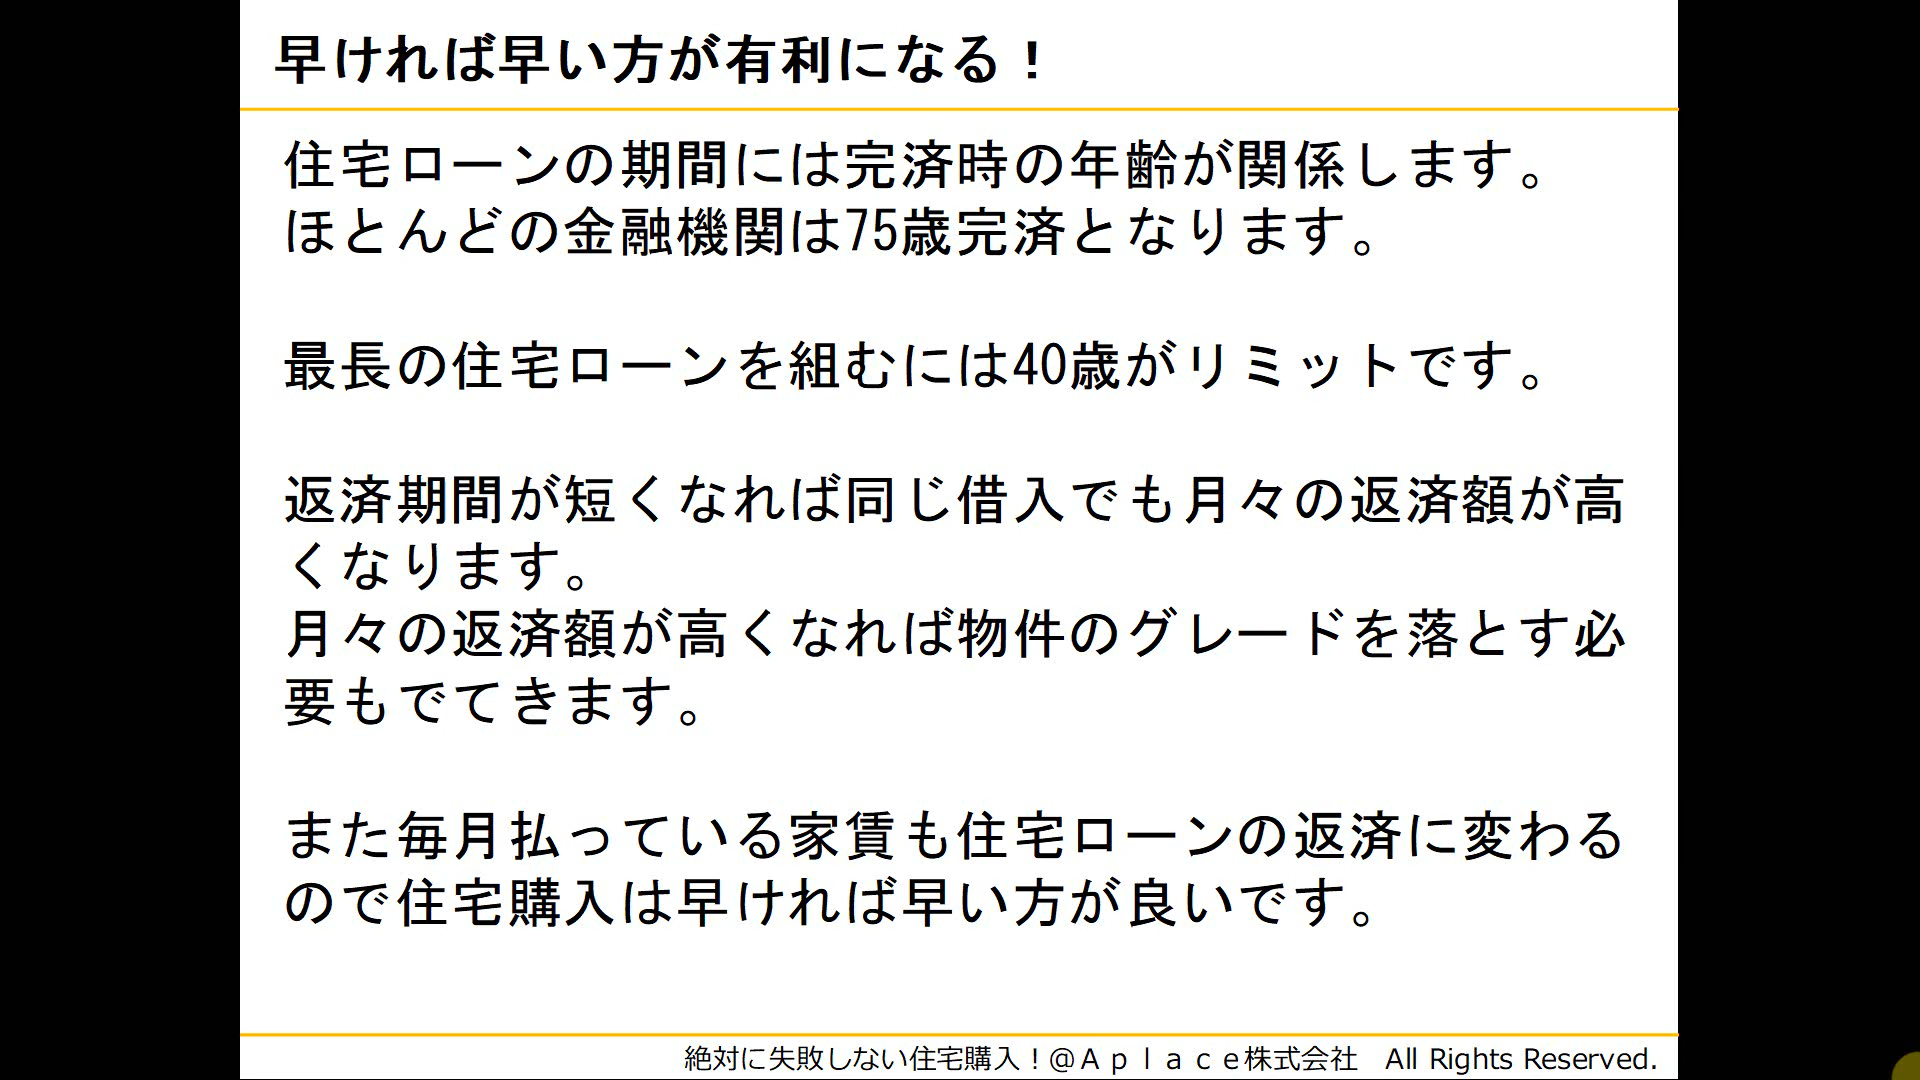 早ければ早い方が有利になる！
住宅ローンの期間には完済時の年齢が関係します。
ほとんどの金融機関は75歳完済となります。
最長の住宅ローンを組むには40歳がリミットです。
返済期間が短くなれば同じ借入でも月々の返済額が高
くなります。
月々の返済額が高くなれば物件のグレードを落とす必
要もでてきます。
また毎月払っている家賃も住宅ローンの返済に変わる
ので住宅購入は早ければ早い方が良いです。
絶対に失敗しない住宅購入！＠Ａｐｌａｃｅ株式会社　All Rights Reserved.